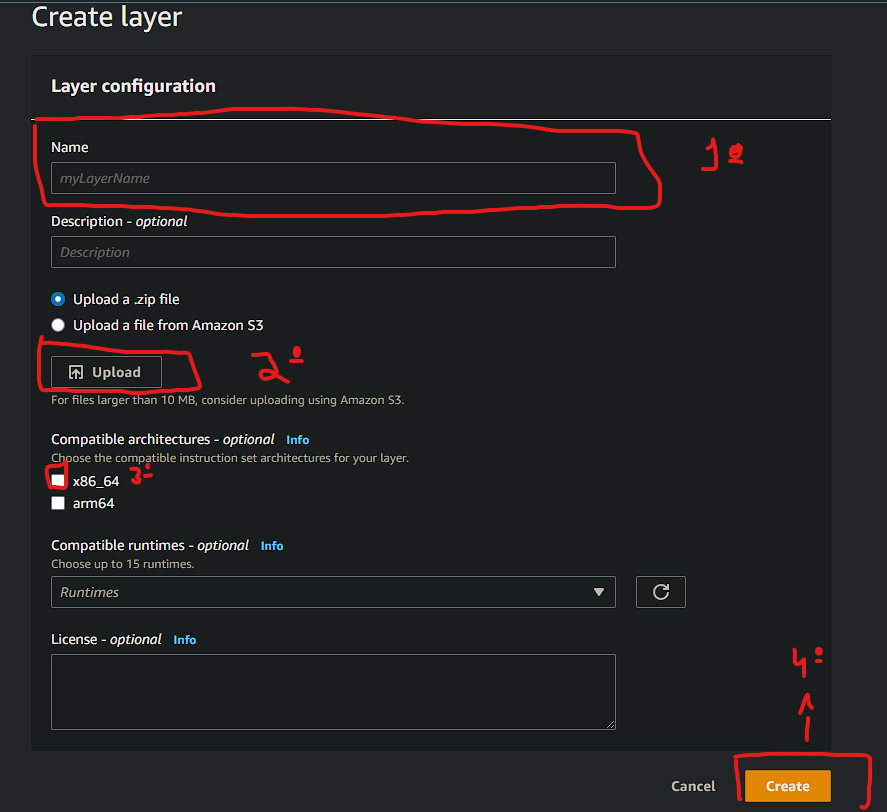 Create layer
Layer configuration
Name
1º
myLayerName
Description - optional
Description
Upload a .zip file
Upload a file from Amazon S3
2º
Upload
For files larger than 10 MB, consider uploading using Amazon S3.
Compatible architectures - optional Info
Choose the compatible instruction set architectures for your layer.
x86_64 3º
arm64
Compatible runtimes - optional Info
Choose up to 15 runtimes.
Runtimes
License - optional Info
4º
Cancel Create